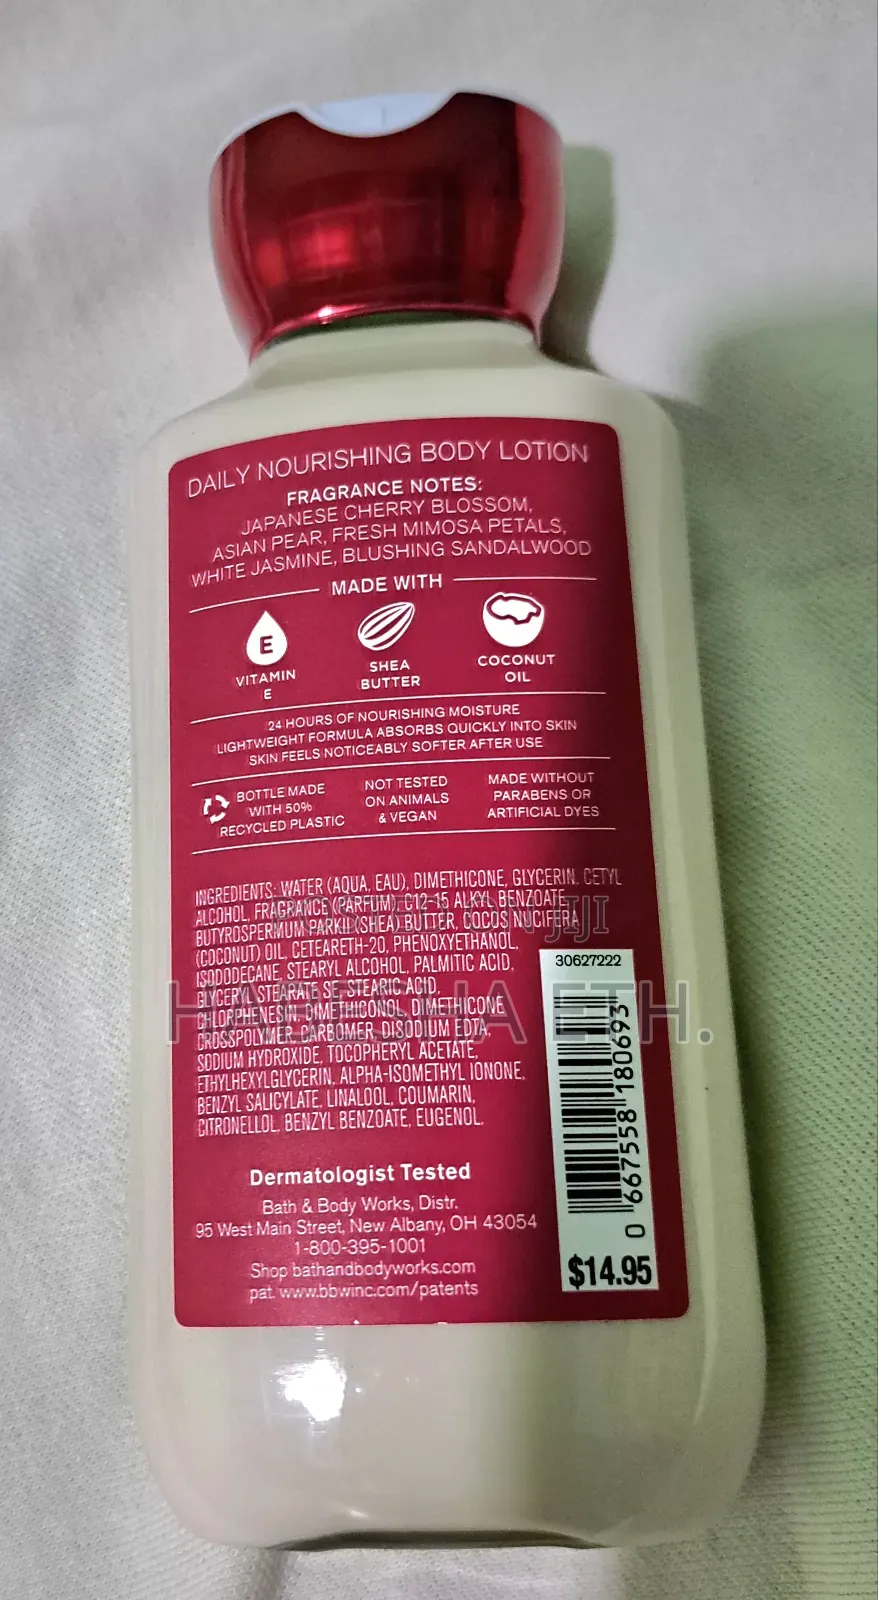 DAILY NOURISHING BODY LOTION
FRAGRANCE NOTES:
JAPANESE CHERRY BLOSSOM,
ASIAN PEAR, FRESH MIMOSA PETALS,
WHITE JASMINE, BLUSHING SANDALWOOD
MADE WITH
E
VITAMIN
E
SHEA
BUTTER
COCONUT
OIL
24 HOURS OF NOURISHING MOISTURE
LIGHTWEIGHT FORMULA ABSORBS QUICKLY INTO SKIN
SKIN FEELS NOTICEABLY SOFTER AFTER USE
BOTTLE MADE
WITH 50%
RECYCLED PLASTIC
NOT TESTED
ON ANIMALS
& VEGAN
MADE WITHOUT
PARABENS OR
ARTIFICIAL DYES
INGREDIENTS: WATER (AQUA, EAU), DIMETHICONE, GLYCERIN, CETYL
ALCOHOL, FRAGRANCE (PARFUM), C12-15 ALKYL BENZOATE,
BUTYROSPERMUM PARKII (SHEA) BUTTER, COCOS NUCIFERA
(COCONUT) OIL, CETEARETH-20, PHENOXYETHANOL,
ISODODECANE, STEARYL ALCOHOL, PALMITIC ACID,
GLYCERYL STEARATE SE, STEARIC ACID,
CHLORPHENESIN, DIMETHICONOL, DIMETHICONE
CROSSPOLYMER, CARBOMER, DISODIUM EDTA,
SODIUM HYDROXIDE, TOCOPHERYL ACETATE,
ETHYLHEXYLGLYCERIN, ALPHA-ISOMETHYL IONONE,
BENZYL SALICYLATE, LINALOOL, COUMARIN,
CITRONELLOL, BENZYL BENZOATE, EUGENOL.
POSTED ON JIJI
HABESHA ETH.
30627222
0 667558 180693
$14.95
Dermatologist Tested
Bath & Body Works, Distr.
95 West Main Street, New Albany, OH 43054
1-800-395-1001
Shop bathandbodyworks.com
pat. www.bbwinc.com/patents